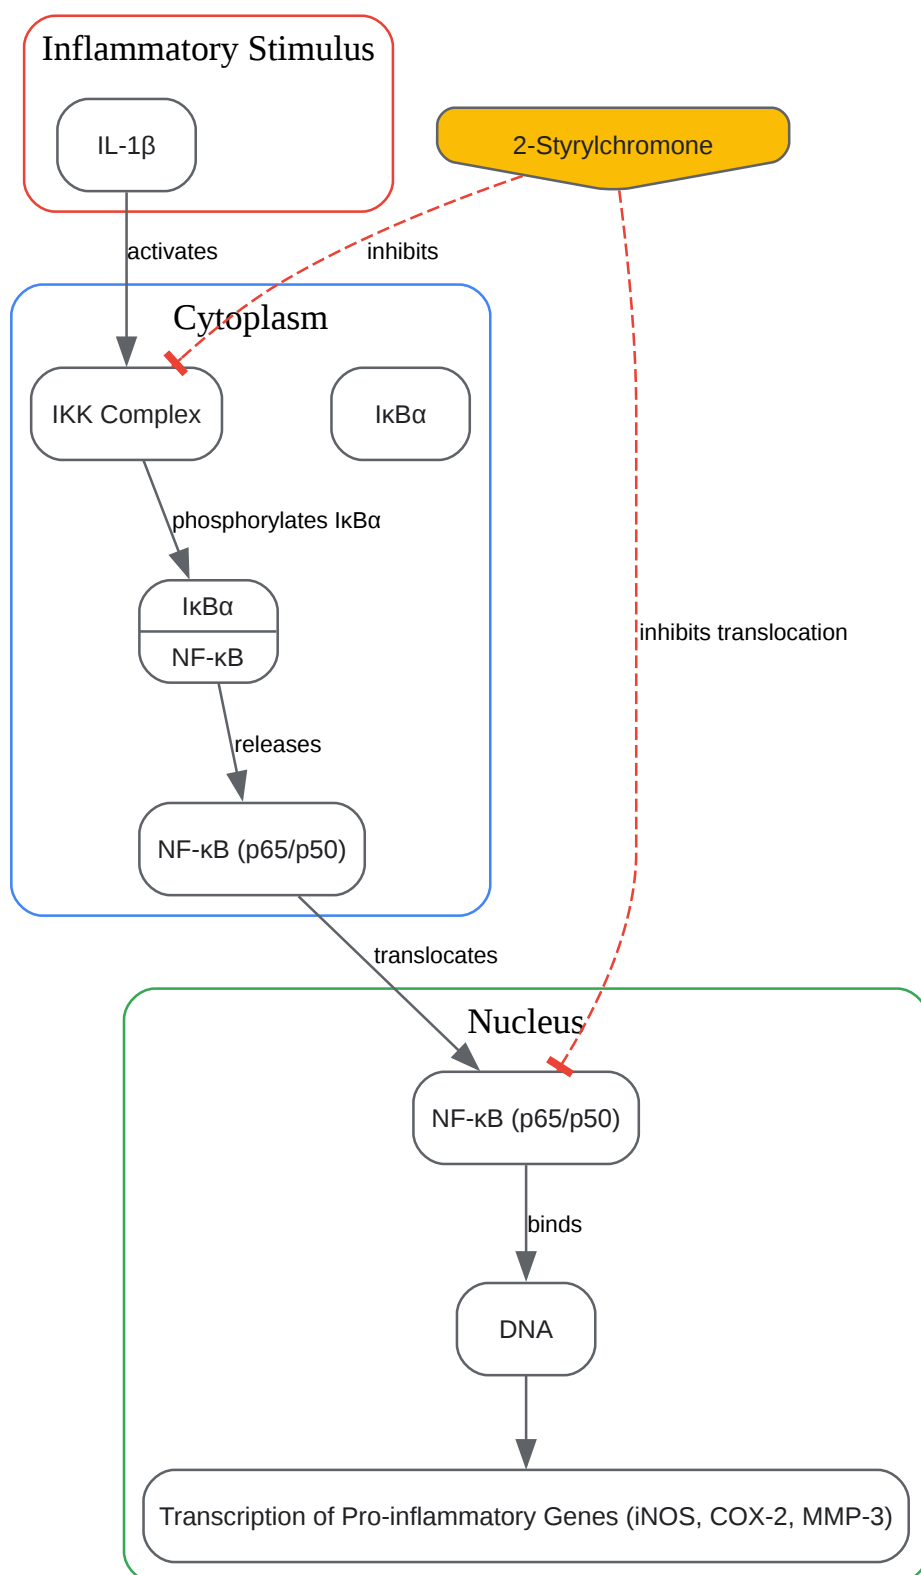 Inflammatory Stimulus
IL-1β
2-Styrylchromone
activates
inhibits
Cytoplasm
IKK Complex
IκBα
phosphorylates IκBα
IκBα
NF-κB
inhibits translocation
releases
NF-κB (p65/p50)
translocates
Nucleus
NF-κB (p65/p50)
binds
DNA
Transcription of Pro-inflammatory Genes (iNOS, COX-2, MMP-3)